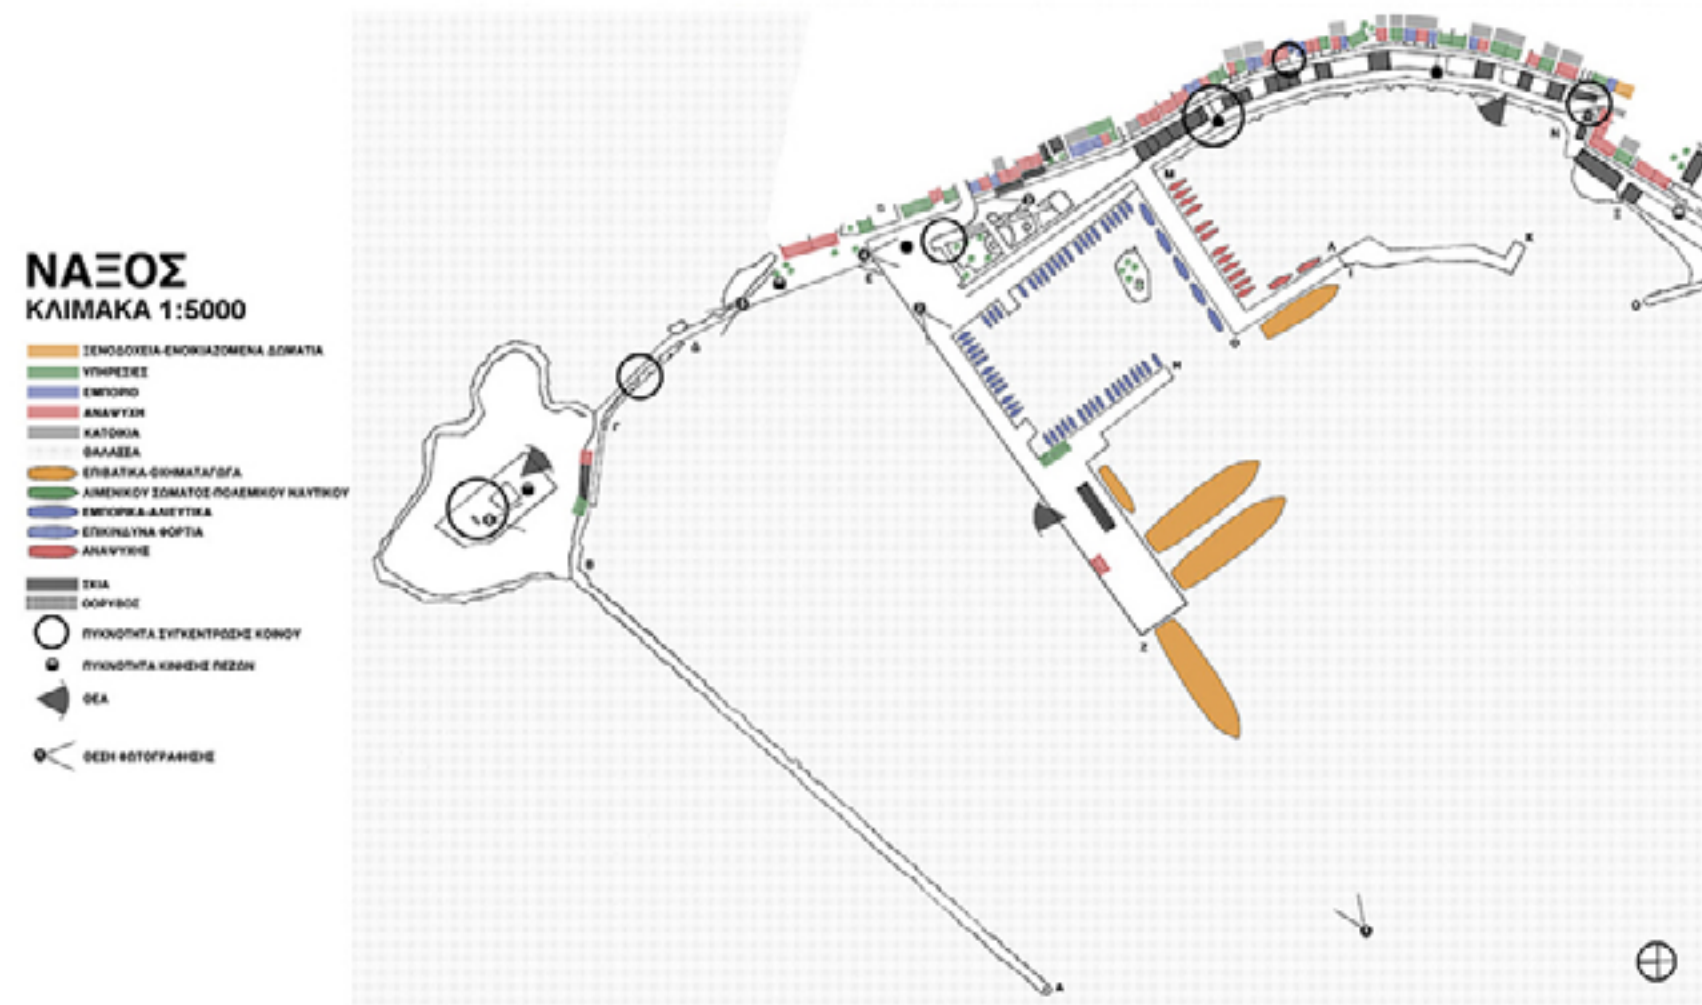 ΝΑΞΟΣ
ΚΛΙΜΑΚΑ 1:5000
ΞΕΝΟΔΟΧΕΙΑ-ΕΝΟΙΚΙΑΖΟΜΕΝΑ ΔΩΜΑΤΙΑ
ΥΠΗΡΕΣΙΕΣ
ΕΜΠΟΡΙΟ
ΑΝΑΨΥΧΗ
ΚΑΤΟΙΚΙΑ
ΘΑΛΑΣΣΑ
ΕΠΙΒΑΤΙΚΑ-ΟΧΗΜΑΤΑΓΩΓΑ
ΛΙΜΕΝΙΚΟΥ ΣΩΜΑΤΟΣ-ΠΟΛΕΜΙΚΟΥ ΝΑΥΤΙΚΟΥ
ΕΜΠΟΡΙΚΑ-ΑΛΙΕΥΤΙΚΑ
ΕΠΙΚΙΝΔΥΝΑ ΦΟΡΤΙΑ
ΑΝΑΨΥΧΗΣ
ΣΚΙΑ
ΘΟΡΥΒΟΣ
ΠΥΚΝΟΤΗΤΑ ΣΥΓΚΕΝΤΡΩΣΗΣ ΚΟΙΝΟΥ
ΠΥΚΝΟΤΗΤΑ ΚΙΝΗΣΗΣ ΠΕΖΩΝ
ΘΕΑ
ΘΕΣΗ ΦΩΤΟΓΡΑΦΗΣΗΣ
Μ
Ν
Ξ
Λ
Κ
Ο
Ε
Δ
Φ
Η
Γ
Β
Ζ
Α